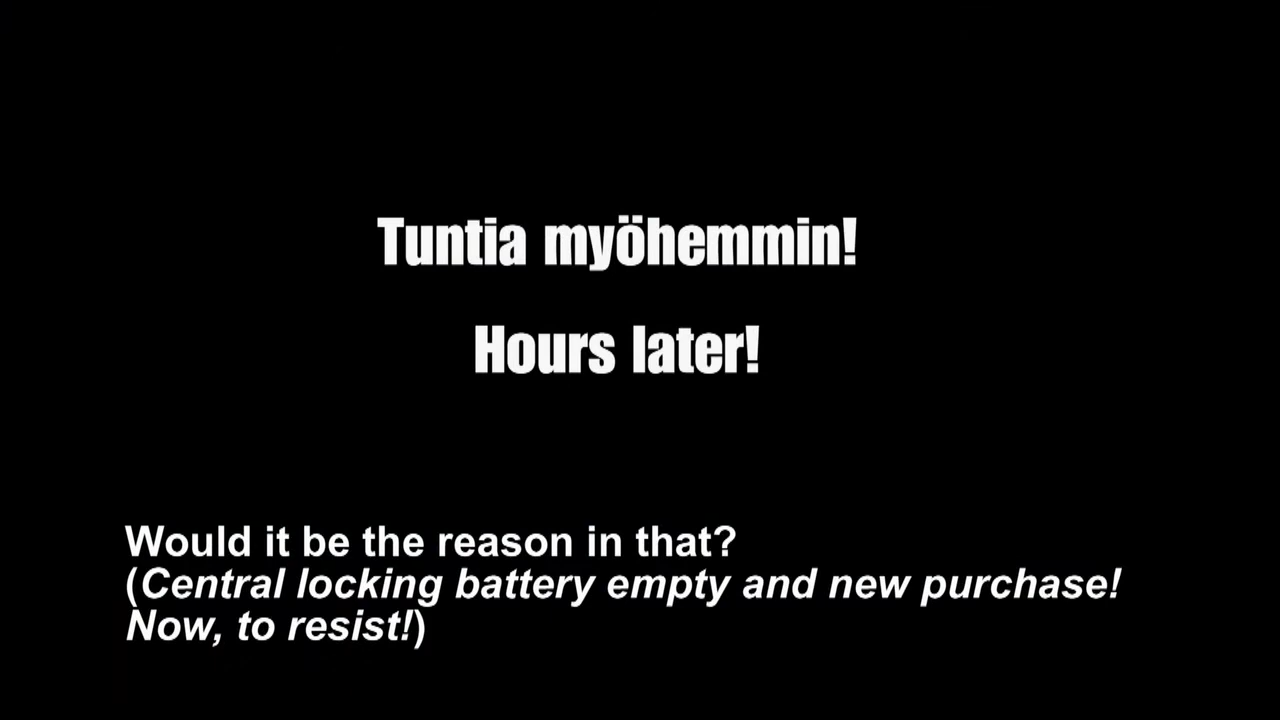 Tuntia myöhemmin!
Hours later!
Would it be the reason in that?
(Central locking battery empty and new purchase!
Now, to resist!)